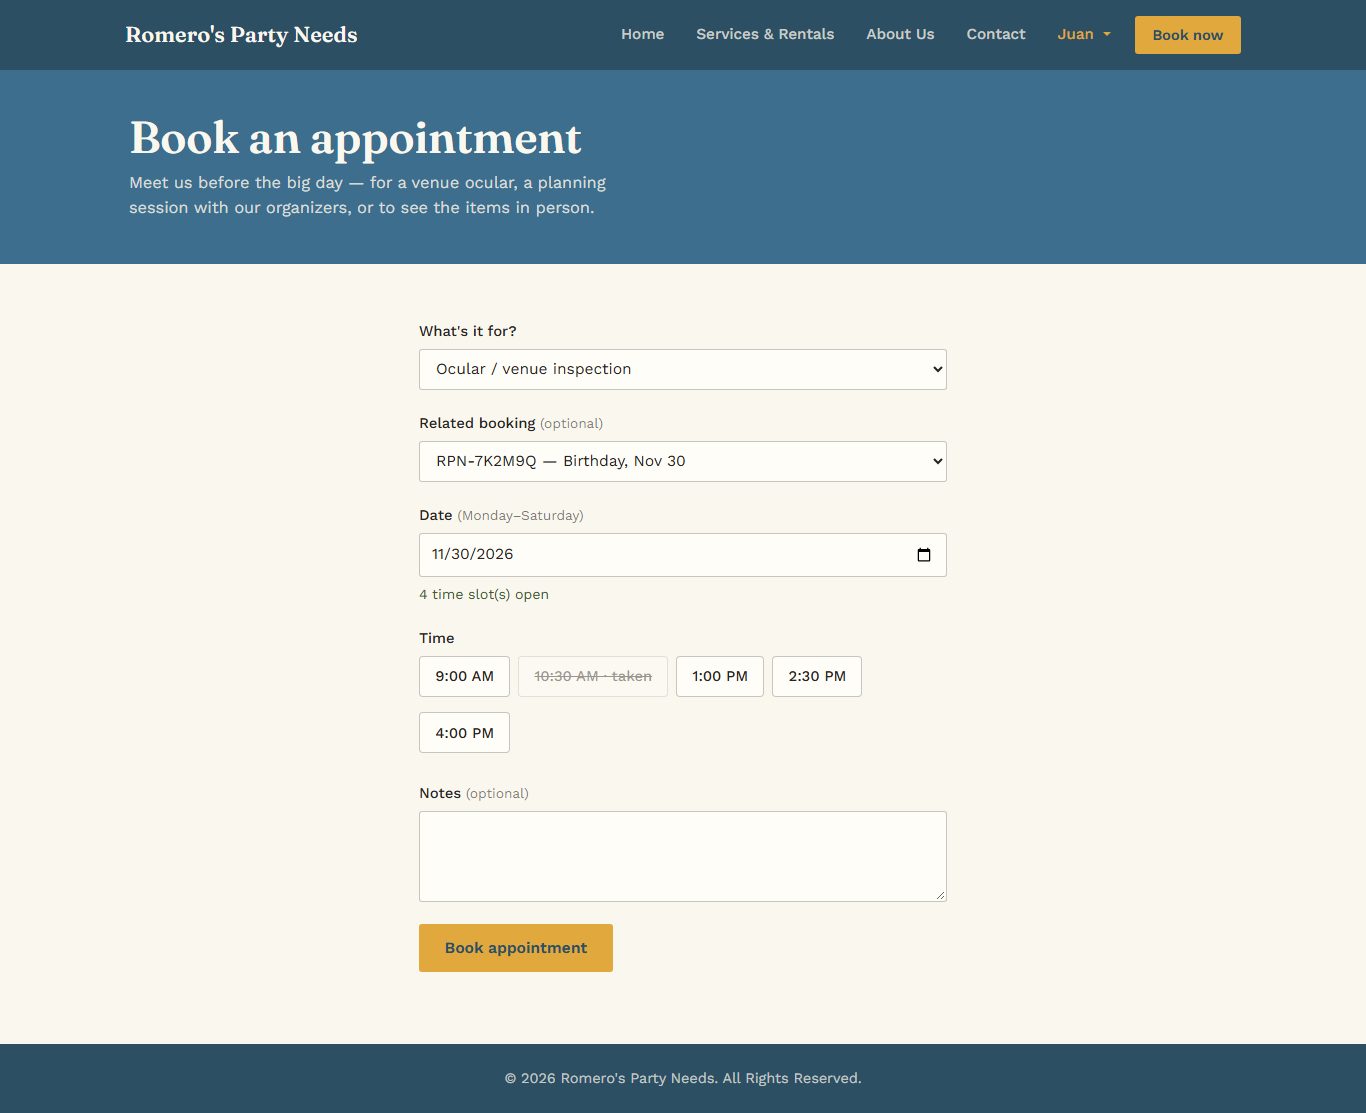 Romero's Party Needs
Home
Services & Rentals
About Us
Contact
Juan
Book now
Book an appointment
Meet us before the big day — for a venue ocular, a planning
session with our organizers, or to see the items in person.
What's it for?
Ocular / venue inspection
Related booking (optional)
RPN-7K2M9Q — Birthday, Nov 30
Date (Monday–Saturday)
11/30/2026
4 time slot(s) open
Time
9:00 AM
10:30 AM · taken
1:00 PM
2:30 PM
4:00 PM
Notes (optional)
Book appointment
© 2026 Romero's Party Needs. All Rights Reserved.